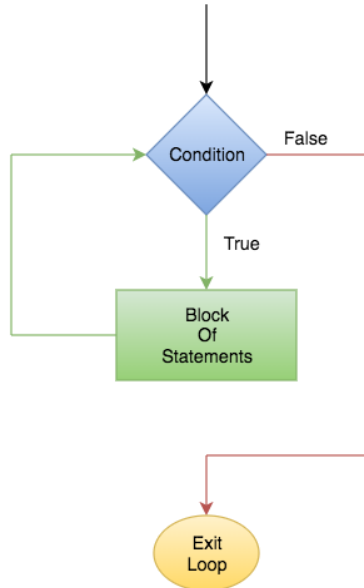 False
Condition
True
Block
Of
Statements
Exit
Loop